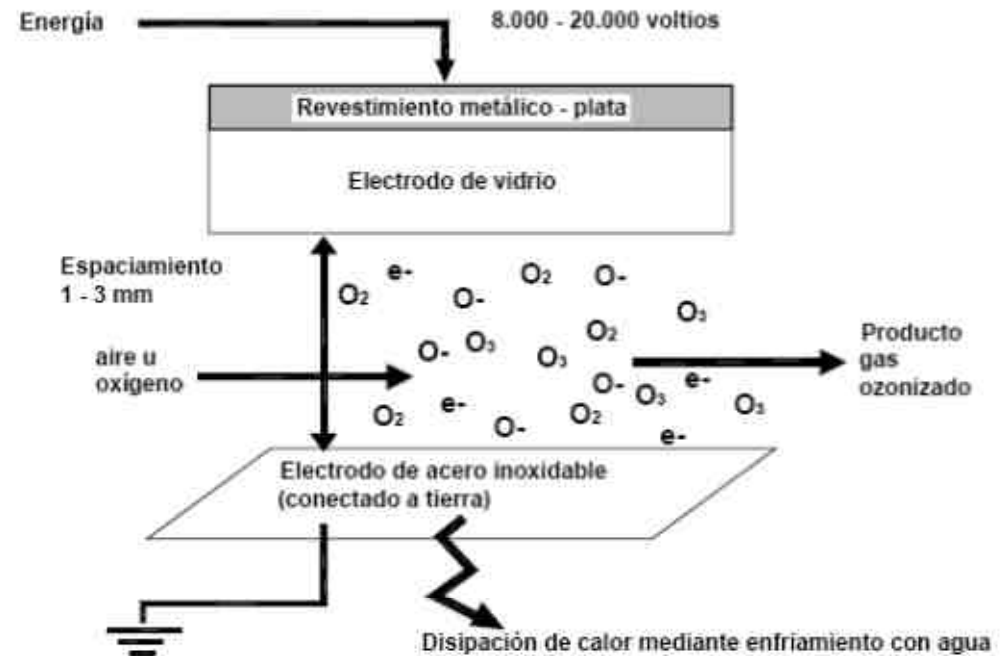 Energía
8.000 - 20.000 voltios
Revestimiento metálico - plata
Electrodo de vidrio
Espaciamiento
1 - 3 mm
e-
O₂
O-
O₂
O-
O₃
aire u
oxígeno
O-
O₃
O₃
O₂
O-
O₃
e-
O₃
O₂
e-
O-
O₂
e-
Producto
gas
ozonizado
Electrodo de acero inoxidable
(conectado a tierra)
Disipación de calor mediante enfriamiento con agua